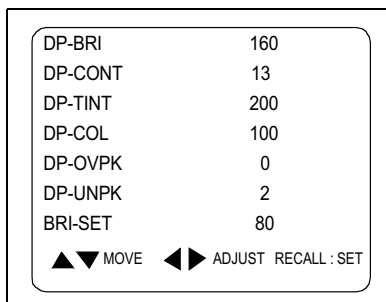 DP-BRI 160
DP-CONT 13
DP-TINT 200
DP-COL 100
DP-OVPK 0
DP-UNPK 2
BRI-SET 80
▲▼ MOVE ◀▶ ADJUST RECALL : SET